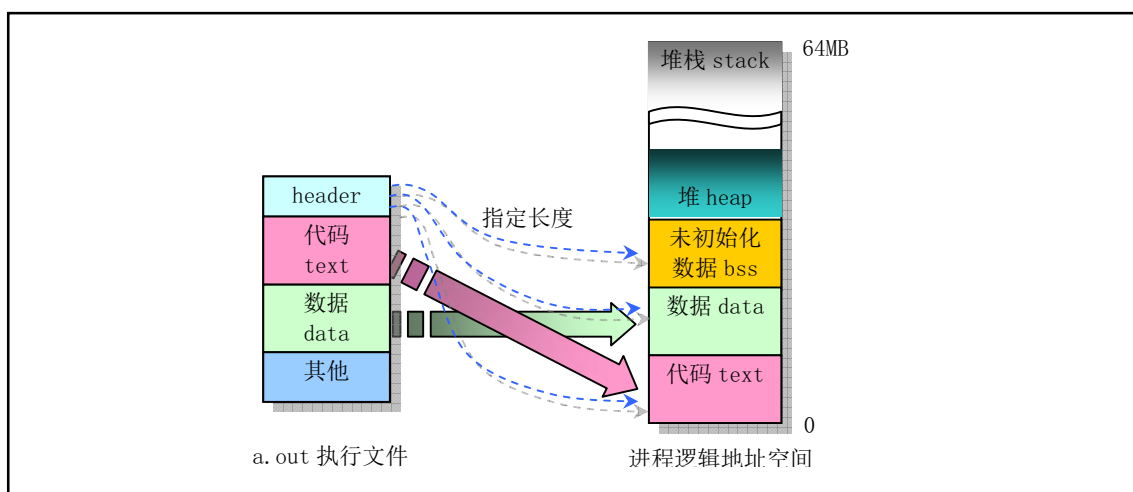 堆栈 stack
64MB
堆 heap
未初始化
数据 bss
数据 data
代码 text
0
进程逻辑地址空间
指定长度
header
代码
text
数据
data
其他
a.out 执行文件